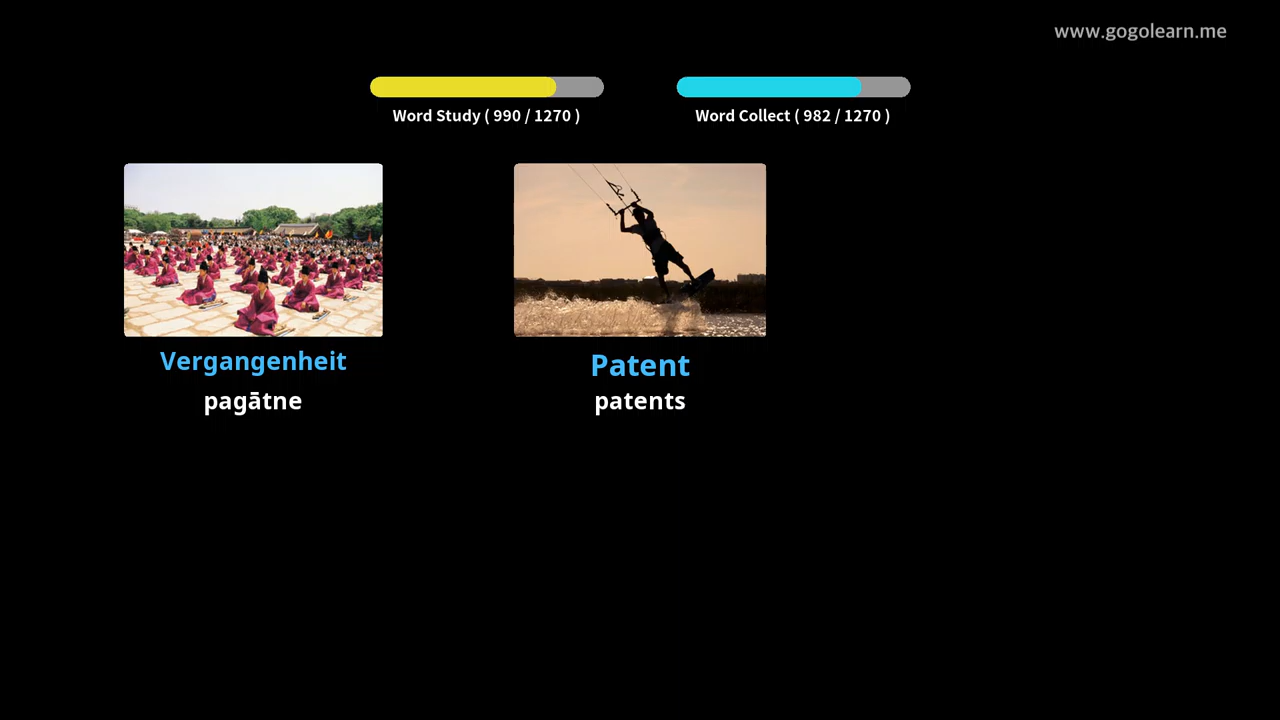 www.gogolearn.me
Word Study ( 990 / 1270 )
Word Collect ( 982 / 1270 )
Vergangenheit
pagātne
Patent
patents